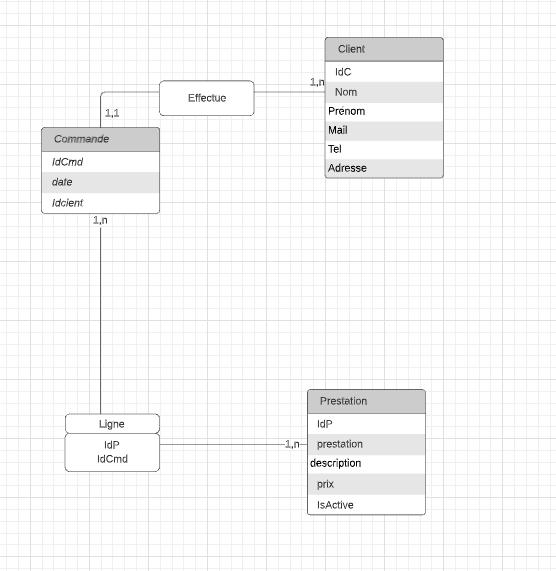 Client
IdC
Nom
Prénom
Mail
Tel
Adresse
1,n
Effectue
1,1
Commande
IdCmd
date
Idclent
1,n
Ligne
IdP
IdCmd
1,n
Prestation
IdP
prestation
description
prix
IsActive